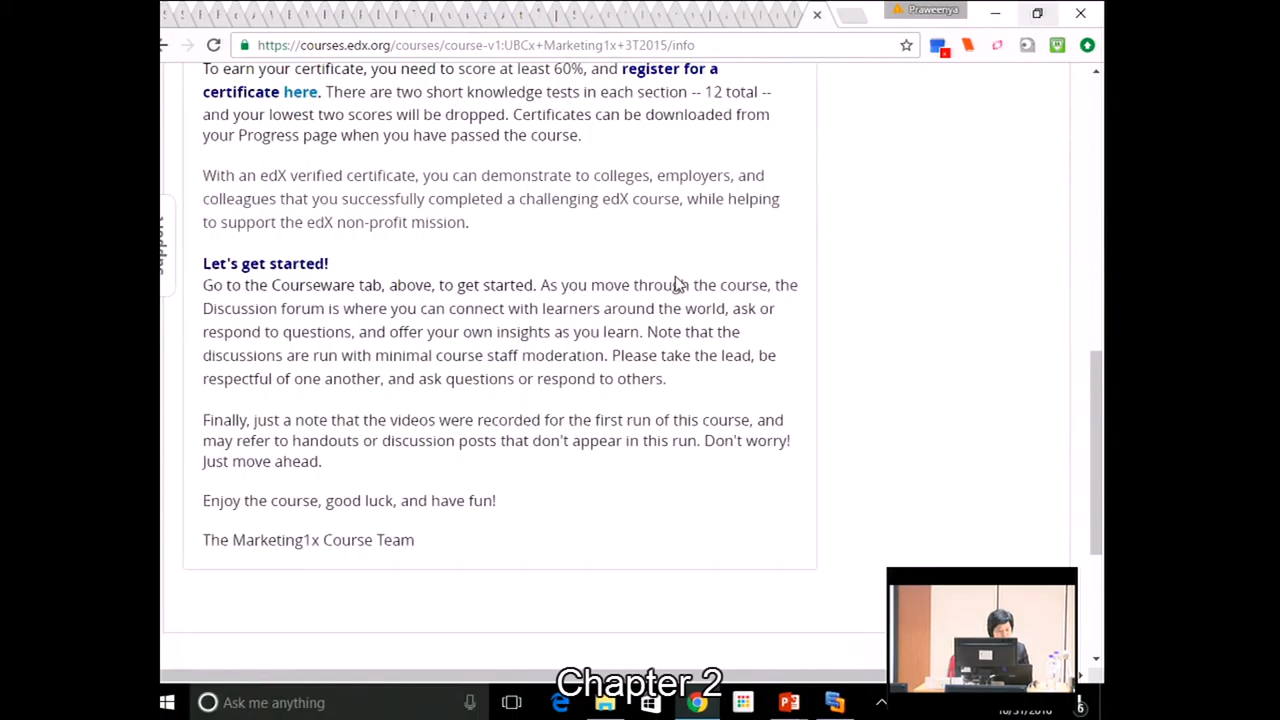 Praweenya
https://courses.edx.org/courses/course-v1:UBCx+Marketing1x+3T2015/info
To earn your certificate, you need to score at least 60%, and register for a
certificate here. There are two short knowledge tests in each section -- 12 total --
and your lowest two scores will be dropped. Certificates can be downloaded from
your Progress page when you have passed the course.
With an edX verified certificate, you can demonstrate to colleges, employers, and
colleagues that you successfully completed a challenging edX course, while helping
to support the edX non-profit mission.
Support
Let's get started!
Go to the Courseware tab, above, to get started. As you move through the course, the
Discussion forum is where you can connect with learners around the world, ask or
respond to questions, and offer your own insights as you learn. Note that the
discussions are run with minimal course staff moderation. Please take the lead, be
respectful of one another, and ask questions or respond to others.
Finally, just a note that the videos were recorded for the first run of this course, and
may refer to handouts or discussion posts that don't appear in this run. Don't worry!
Just move ahead.
Enjoy the course, good luck, and have fun!
The Marketing1x Course Team
Chapter 2
Ask me anything